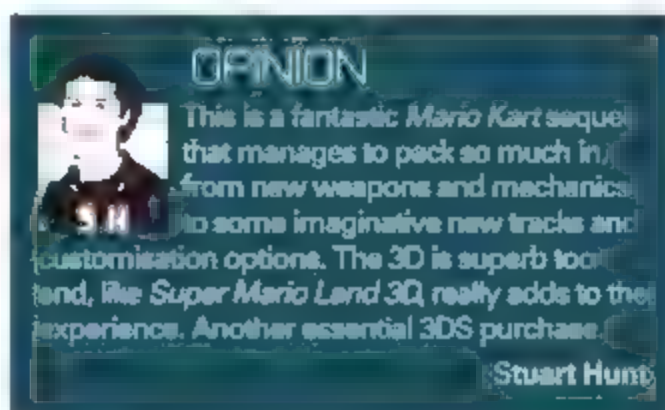 OPINION
This is a fantastic Mario Kart sequel
that manages to pack so much in,
from new weapons and mechanics
SH
to some imaginative new tracks and
customisation options. The 3D is superb too
and, like Super Mario Land 3D, really adds to the
experience. Another essential 3DS purchase.
Stuart Hunt